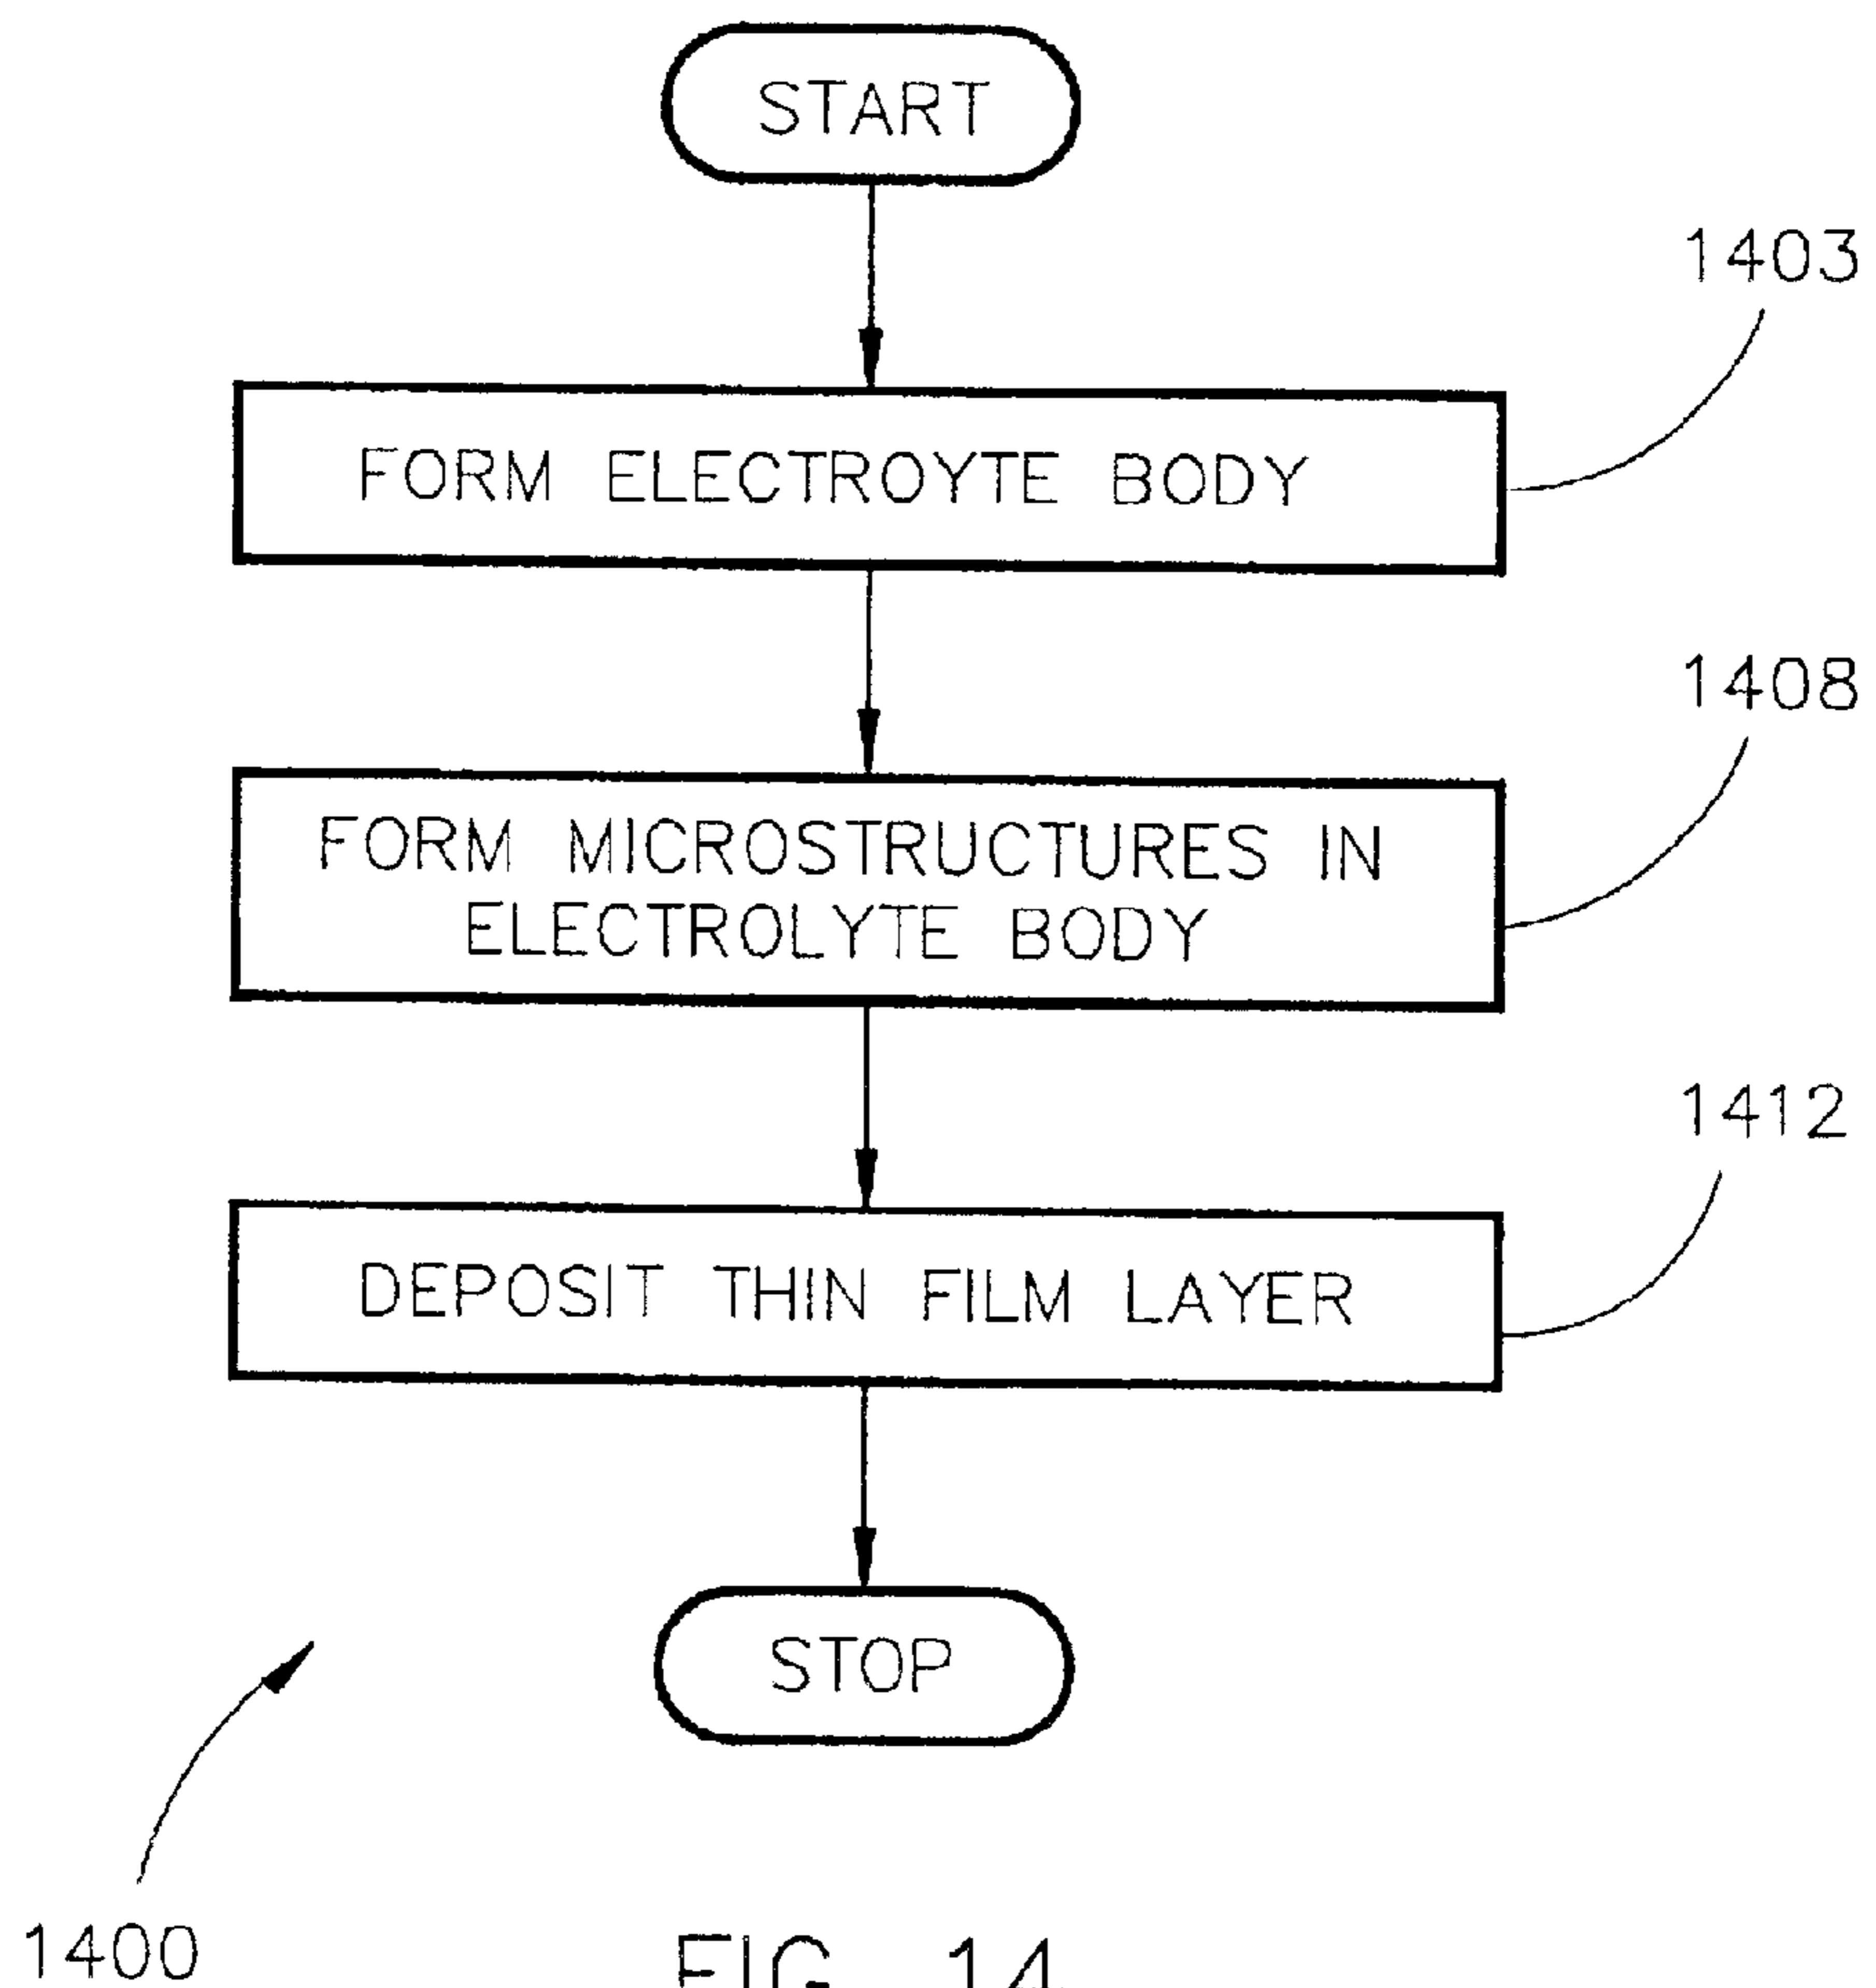 START
1403
FORM ELECTROYTE BODY
1408
FORM MICROSTRUCTURES IN
ELECTROLYTE BODY
1412
DEPOSIT THIN FILM LAYER
STOP
1400
FIG. 14